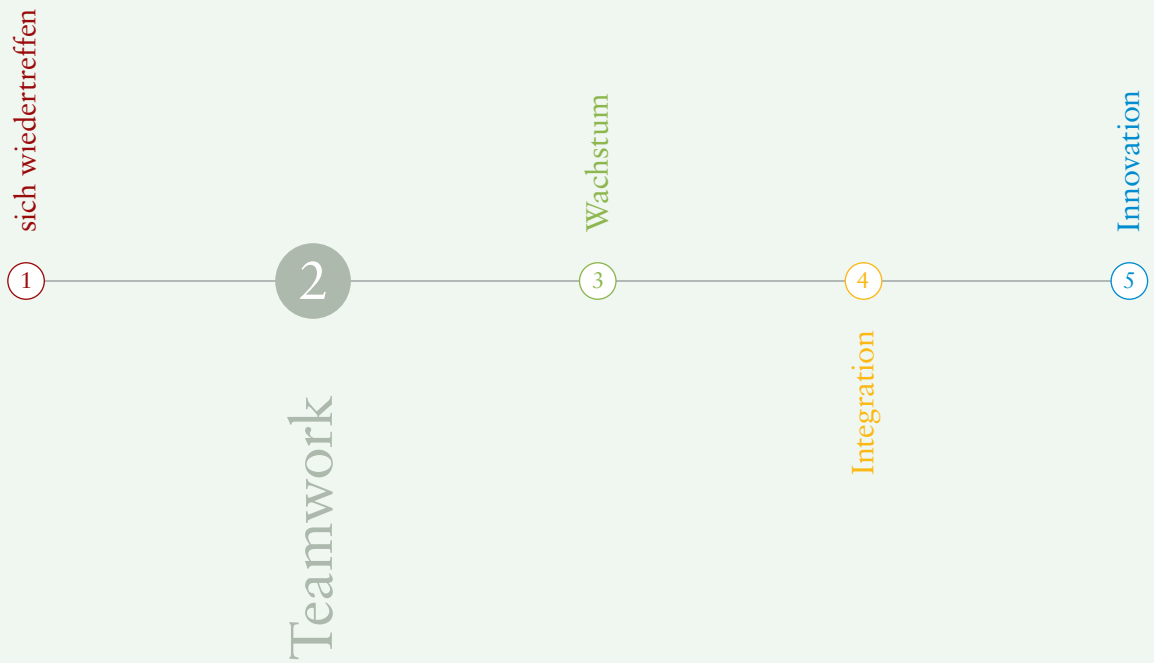 1
sich wiedertreffen
2
Teamwork
3
Wachstum
4
Integration
5
Innovation